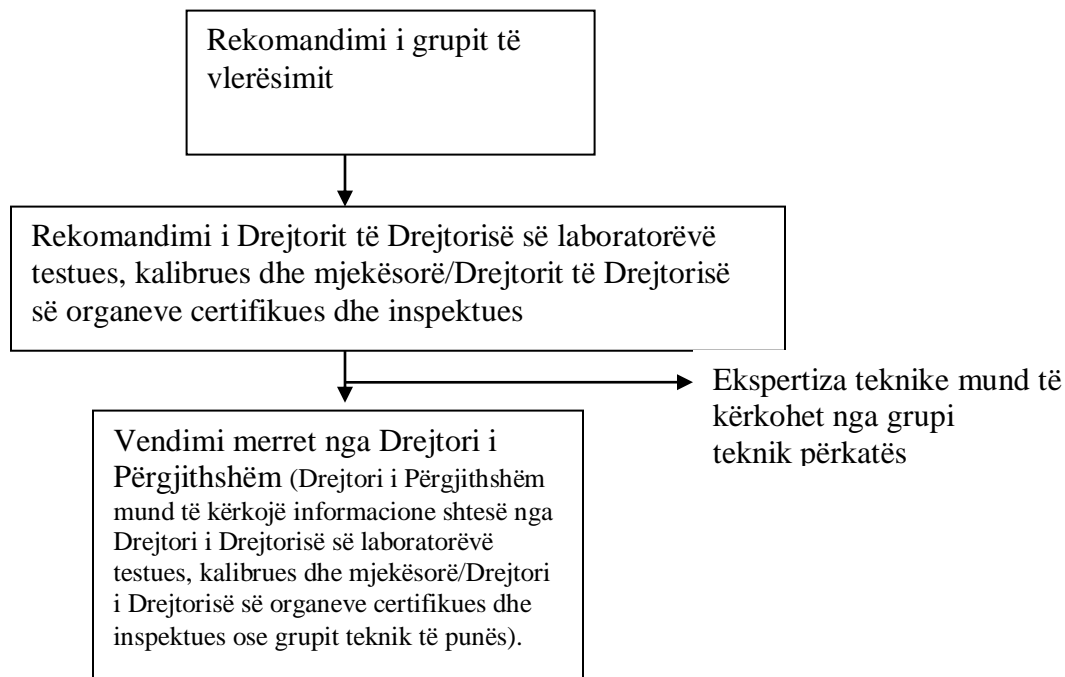 Rekomandimi i grupit të
vlerësimit
Rekomandimi i Drejtorit të Drejtorisë së laboratorëvë
testues, kalibrues dhe mjekësorë/Drejtorit të Drejtorisë
së organeve certifikues dhe inspektues
Ekspertiza teknike mund të
kërkohet nga grupi
teknik përkatës
Vendimi merret nga Drejtori i
Përgjithshëm (Drejtori i Përgjithshëm
mund të kërkojë informacione shtesë nga
Drejtori i Drejtorisë së laboratorëvë
testues, kalibrues dhe mjekësorë/Drejtori
i Drejtorisë së organeve certifikues dhe
inspektues ose grupit teknik të punës).